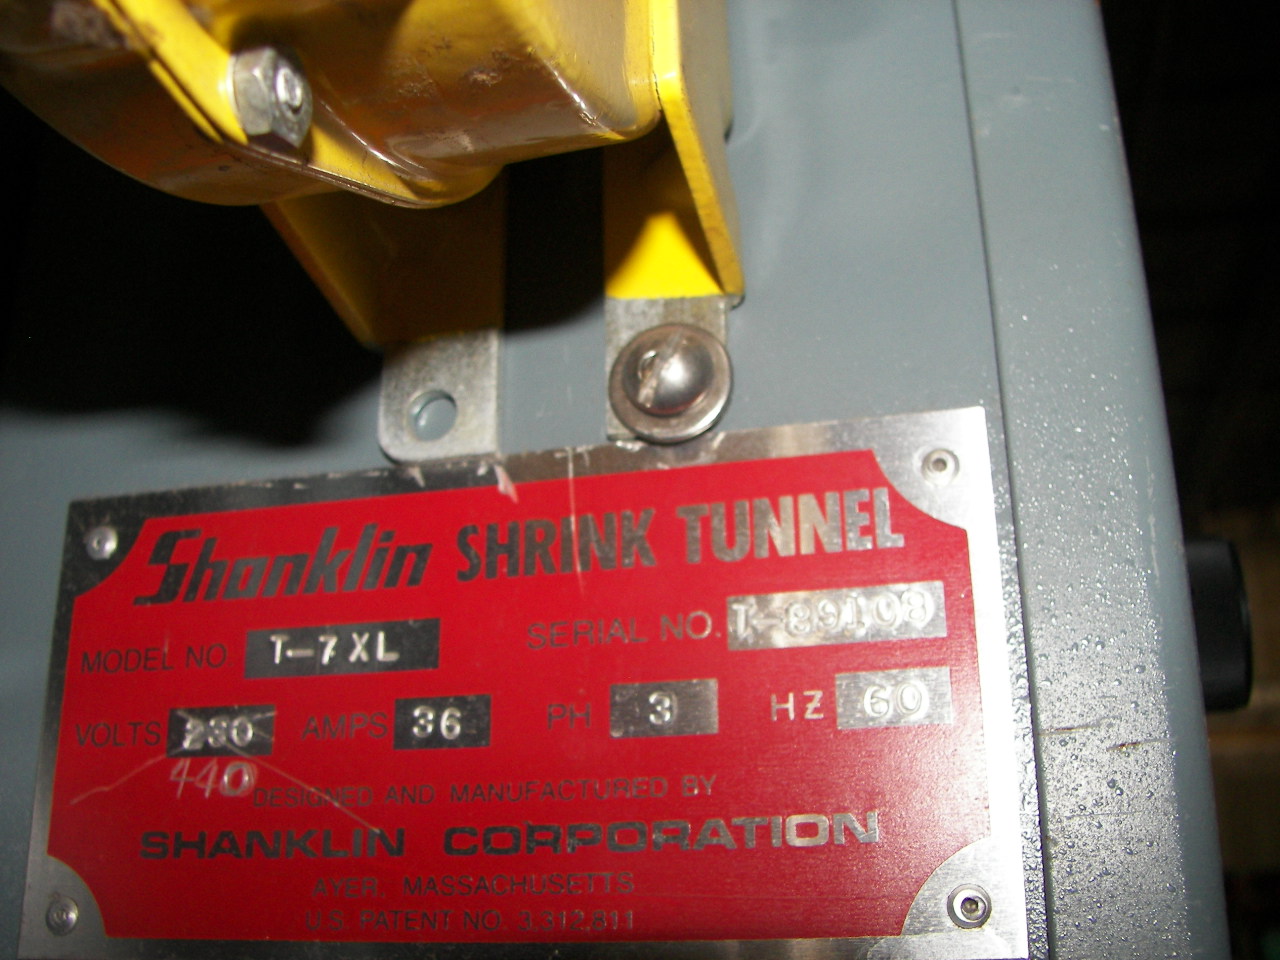 Shanklin SHRINK TUNNEL
MODEL NO. T-7XL SERIAL NO. T-89108
VOLTS 230 AMPS 36 PH 3 HZ 60
440
DESIGNED AND MANUFACTURED BY
SHANKLIN CORPORATION
AYER, MASSACHUSETTS
U.S. PATENT NO. 3.312.811